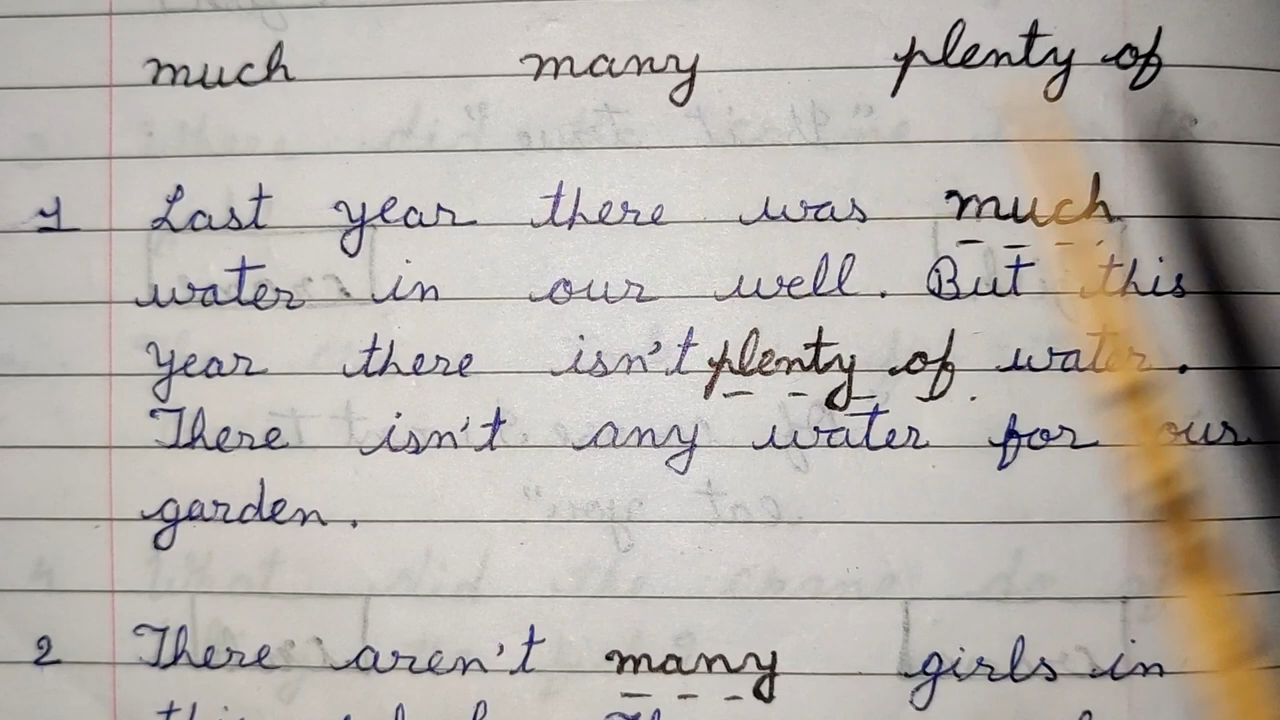 much many plenty of
1 Last year there was much
water in our well. But this
year there isn't plenty of water.
There isn't any water for our
garden.
2 There aren't many girls in